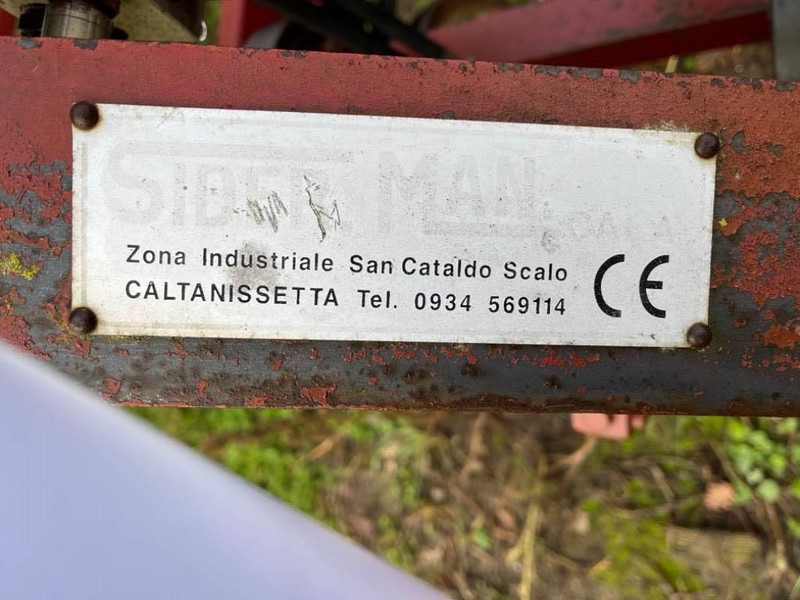 SIDER MAN
Zona Industriale San Cataldo Scalo
CALTANISSETTA Tel. 0934 569114
CE